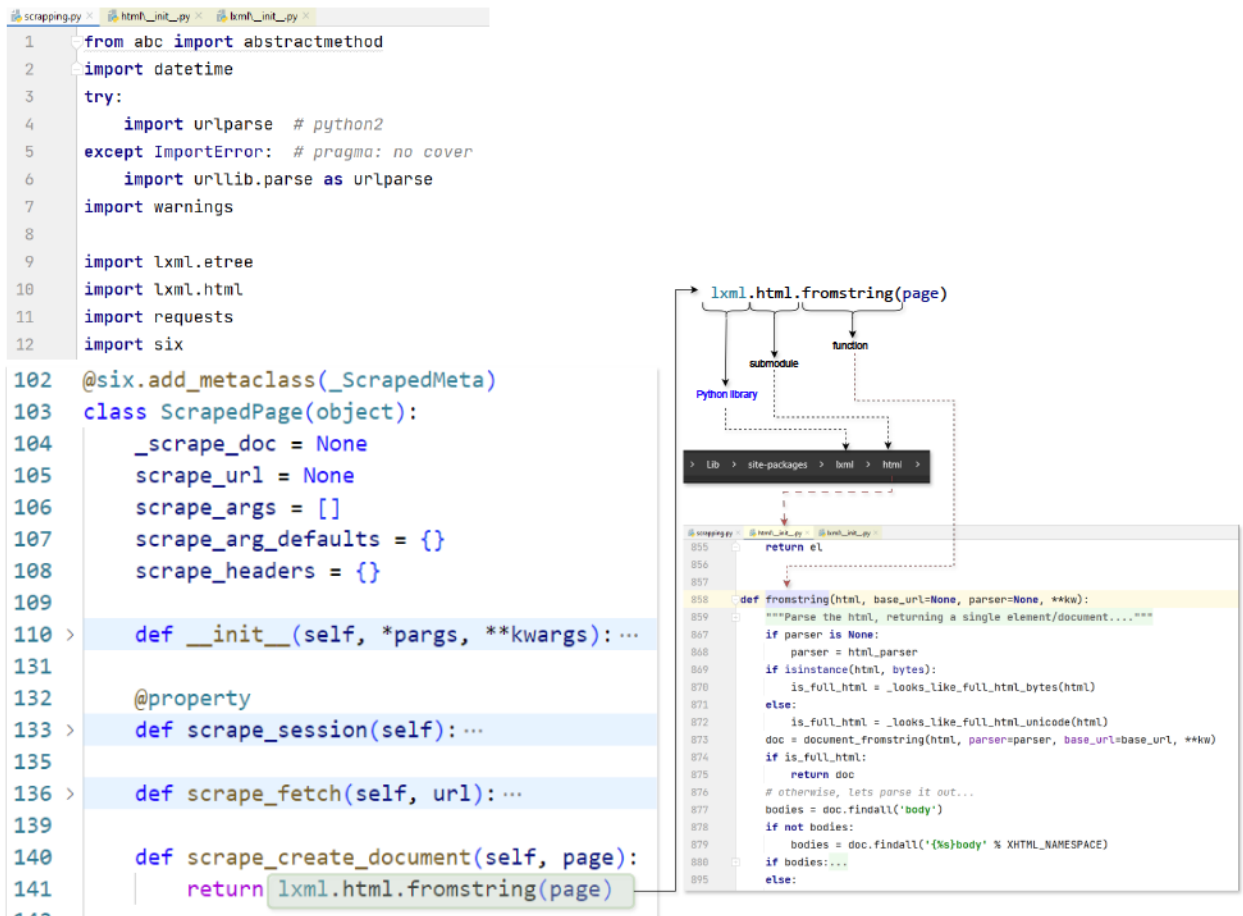 scrapping.py × html\__init__.py × lxml\__init__.py ×
1 from abc import abstractmethod
2 import datetime
3 try:
4 import urlparse # python2
5 except ImportError: # pragma: no cover
6 import urllib.parse as urlparse
7 import warnings
8
9 import lxml.etree
10 import lxml.html
11 import requests
12 import six
102 @six.add_metaclass(_ScrapedMeta)
103 class ScrapedPage(object):
104 _scrape_doc = None
105 scrape_url = None
106 scrape_args = []
107 scrape_arg_defaults = {}
108 scrape_headers = {}
109
110 > def __init__(self, *pargs, **kwargs): ⋯
131
132 @property
133 > def scrape_session(self): ⋯
135
136 > def scrape_fetch(self, url): ⋯
139
140 def scrape_create_document(self, page):
141 return lxml.html.fromstring(page)
lxml.html.fromstring(page)
function
submodule
Python library
> Lib > site-packages > lxml > html >
scrapping.py × html\__init__.py × lxml\__init__.py ×
855 return el
856
857
858 def fromstring(html, base_url=None, parser=None, **kw):
859 """Parse the html, returning a single element/document...."""
867 if parser is None:
868 parser = html_parser
869 if isinstance(html, bytes):
870 is_full_html = _looks_like_full_html_bytes(html)
871 else:
872 is_full_html = _looks_like_full_html_unicode(html)
873 doc = document_fromstring(html, parser=parser, base_url=base_url, **kw)
874 if is_full_html:
875 return doc
876 # otherwise, lets parse it out...
877 bodies = doc.findall('body')
878 if not bodies:
879 bodies = doc.findall('{%s}body' % XHTML_NAMESPACE)
880 if bodies:...
895 else: